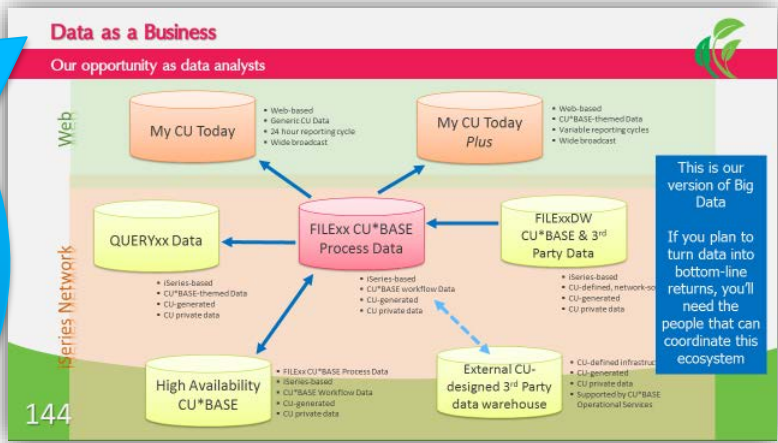 Data as a Business
Our opportunity as data analysts
Web
My CU Today
• Web-based
• Generic CU Data
• 24 hour reporting cycle
• Wide broadcast
My CU Today
Plus
• Web-based
• CU*BASE-themed Data
• Variable reporting cycles
• Wide broadcast
iSeries Network
QUERYxx Data
• iSeries-based
• CU*BASE-themed Data
• CU-generated
• CU private data
FILExx CU*BASE
Process Data
• iSeries-based
• CU*BASE workflow Data
• CU-generated
• CU private data
FILExxDW
CU*BASE & 3rd
Party Data
• iSeries-based
• CU-defined,
• CU-generated
• CU private data
This is our
version of Big
Data
If you plan to
turn data into
bottom-line
returns, you'll
need the
people that can
coordinate this
ecosystem
High Availability
CU*BASE
• FILExx CU*BASE Process Data
• iSeries-based
• CU*BASE Workflow Data
• CU-generated
• CU private data
External CU-
designed 3rd Party
data warehouse
• CU-defined
• CU-generated
• CU private data
• Supported by CU*BASE
Operational Services
144